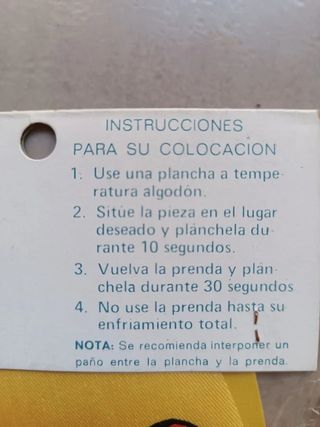 INSTRUCCIONES
PARA SU COLOCACION
1. Use una plancha a tempe-
ratura algodón.
2. Sitúe la pieza en el lugar
deseado y plánchela du-
rante 10 segundos.
3. Vuelva la prenda y plán-
chela durante 30 segundos
4. No use la prenda hasta su
enfriamiento total.
NOTA: Se recomienda interponer un
paño entre la plancha y la prenda.